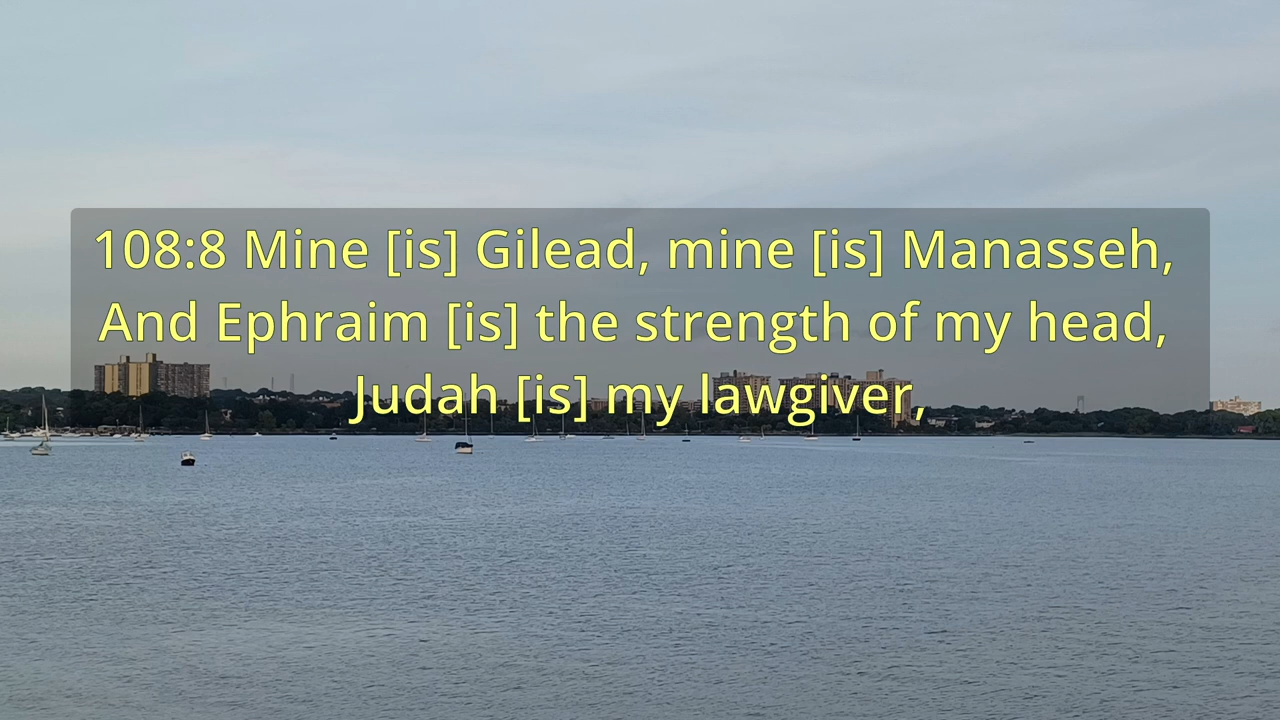 108:8 Mine [is] Gilead, mine [is] Manasseh,
And Ephraim [is] the strength of my head,
Judah [is] my lawgiver,